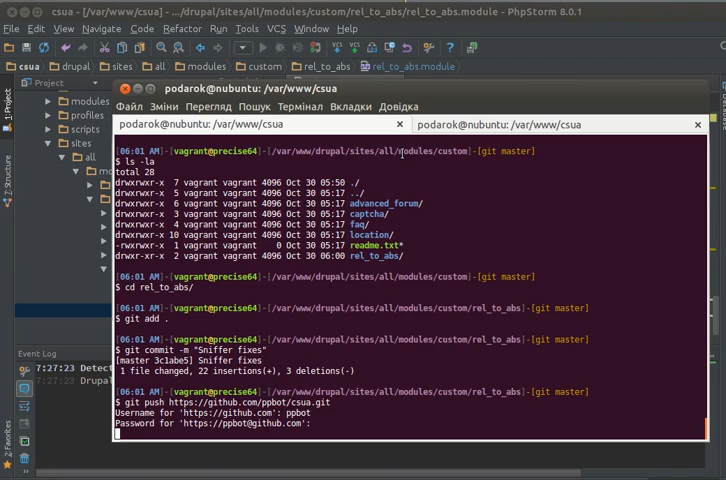 csua - [/var/www/csua] - .../drupal/sites/all/modules/custom/rel_to_abs/rel_to_abs.module - PhpStorm 8.0.1
File Edit View Navigate Code Refactor Run Tools VCS Window Help
csua drupal sites all modules custom rel_to_abs rel_to_abs.module
Project
1: Project
7: Structure
2: Favorites
modules
profiles
scripts
sites
all
podarok@nubuntu: /var/www/csua
Файл Зміни Перегляд Пошук Термінал Вкладки Довідка
podarok@nubuntu: /var/www/csua × podarok@nubuntu: /var/www/csua ×
[06:01 AM]-[vagrant@precise64]-[/var/www/drupal/sites/all/modules/custom]-[git master]
$ ls -la
total 28
drwxrwxr-x 7 vagrant vagrant 4096 Oct 30 05:50 ./
drwxrwxr-x 5 vagrant vagrant 4096 Oct 30 05:17 ../
drwxrwxr-x 6 vagrant vagrant 4096 Oct 30 05:17 advanced_forum/
drwxrwxr-x 3 vagrant vagrant 4096 Oct 30 05:17 captcha/
drwxrwxr-x 4 vagrant vagrant 4096 Oct 30 05:17 faq/
drwxrwxr-x 10 vagrant vagrant 4096 Oct 30 05:17 location/
-rwxrwxr-x 1 vagrant vagrant 0 Oct 30 05:17 readme.txt*
drwxr-xr-x 2 vagrant vagrant 4096 Oct 30 06:00 rel_to_abs/
[06:01 AM]-[vagrant@precise64]-[/var/www/drupal/sites/all/modules/custom]-[git master]
$ cd rel_to_abs/
[06:01 AM]-[vagrant@precise64]-[/var/www/drupal/sites/all/modules/custom/rel_to_abs]-[git master]
$ git add .
[06:01 AM]-[vagrant@precise64]-[/var/www/drupal/sites/all/modules/custom/rel_to_abs]-[git master]
$ git commit -m "Sniffer fixes"
[master 3c1abe5] Sniffer fixes
1 file changed, 22 insertions(+), 3 deletions(-)
[06:01 AM]-[vagrant@precise64]-[/var/www/drupal/sites/all/modules/custom/rel_to_abs]-[git master]
$ git push https://github.com/ppbot/csua.git
Username for 'https://github.com': ppbot
Password for 'https://ppbot@github.com':
Event Log
7:27:23 Detect
7:27:23 Drupal